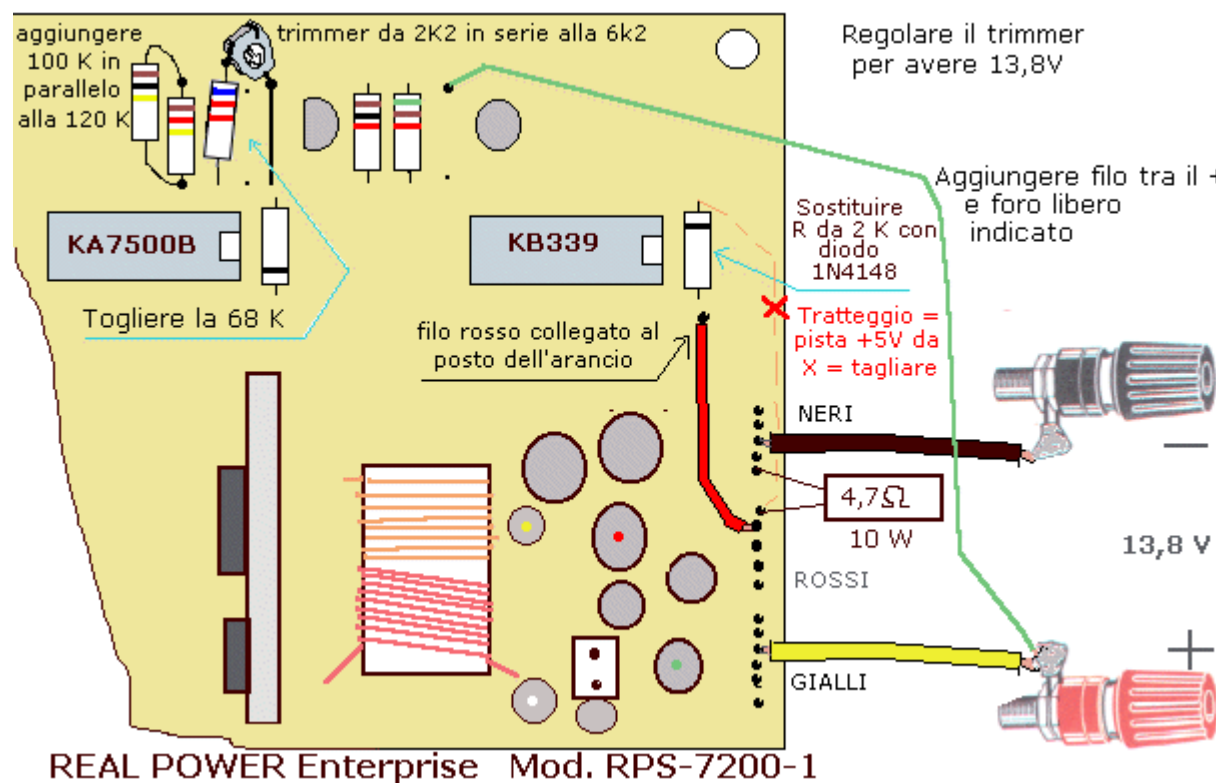 aggiungere
100 K in
parallelo
alla 120 K
trimmer da 2K2 in serie alla 6k2
Regolare il trimmer
per avere 13,8V
Aggiungere filo tra il +
e foro libero
indicato
KA7500B
KB339
Sostituire
R da 2 K con
diodo
1N4148
Togliere la 68 K
filo rosso collegato al
posto dell'arancio
X
Tratteggio =
pista +5V da
X = tagliare
NERI
4,7Ω
10 W
13,8 V
ROSSI
+
GIALLI
REAL POWER Enterprise Mod. RPS-7200-1